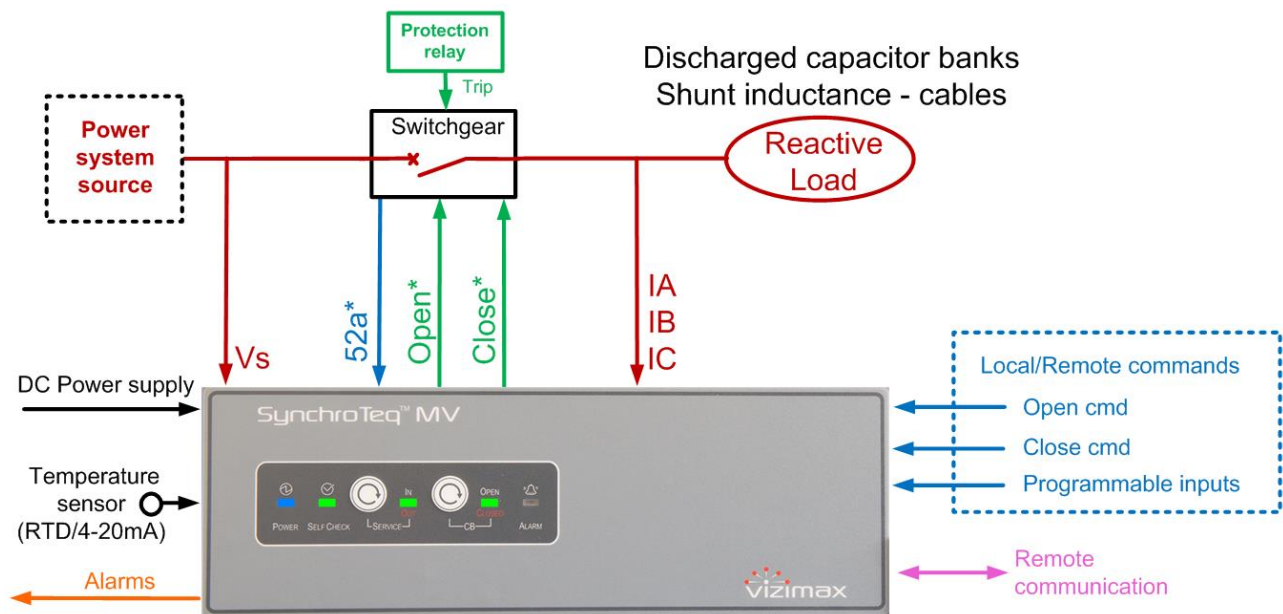 Protection
relay
Trip
Discharged capacitor banks
Shunt inductance - cables
Power
system
source
Switchgear
Reactive
Load
Vs
52a*
Open*
Close*
IA
IB
IC
DC Power supply
Temperature
sensor
(RTD/4-20mA)
Alarms
SynchroTeq™ MV
POWER
SELF CHECK
SERVICE
IN
OUT
CB
OPEN
CLOSED
ALARM
vizimax
Local/Remote commands
Open cmd
Close cmd
Programmable inputs
Remote
communication